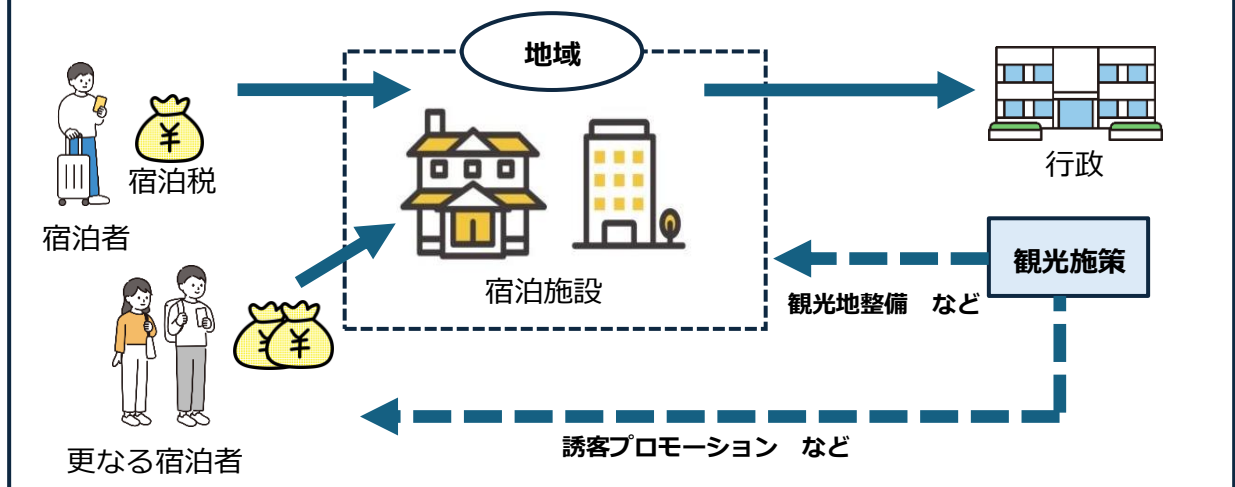 地域
¥
宿泊税
宿泊者
行政
宿泊施設
観光施策
観光地整備　など
¥ ¥
更なる宿泊者
誘客プロモーション　など